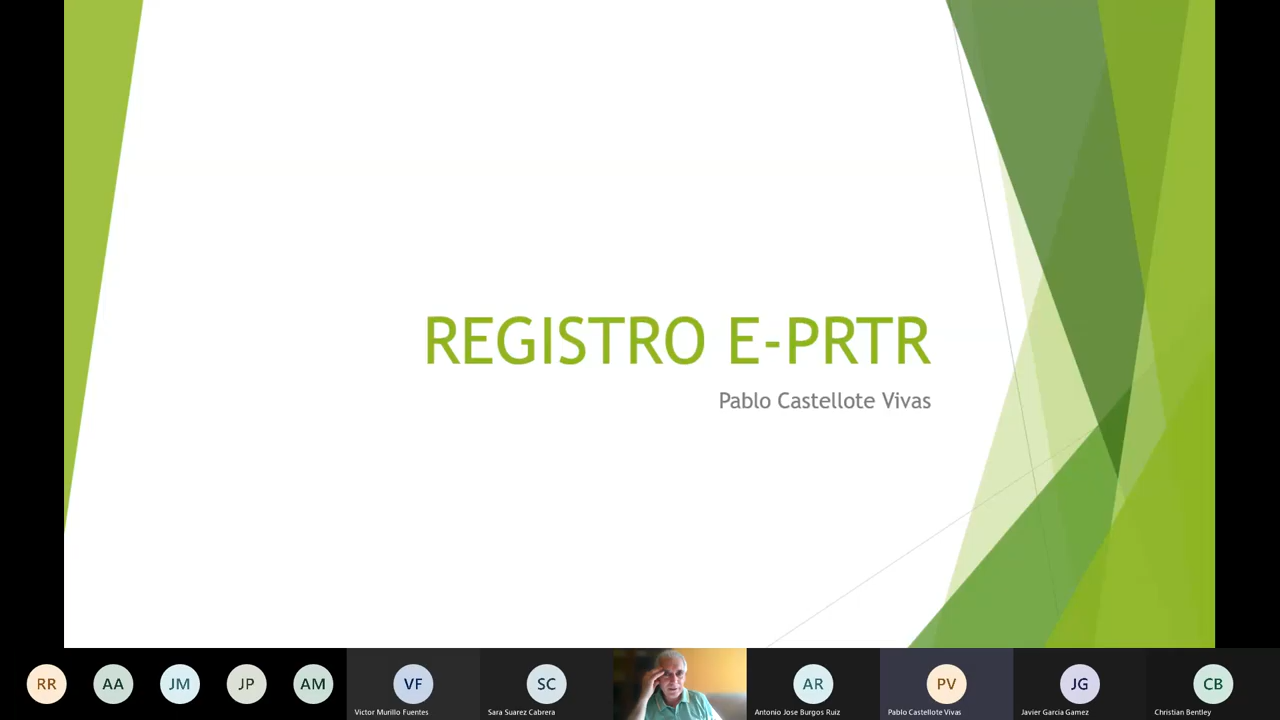 REGISTRO E-PRTR
Pablo Castellote Vivas
RR
AA
JM
JP
AM
VF
SC
AR
PV
JG
CB
Victor Murillo Fuentes
Sara Suarez Cabrera
Antonio Jose Burgos Ruiz
Pablo Castellote Vivas
Javier Garcia Gamez
Christian Bentley